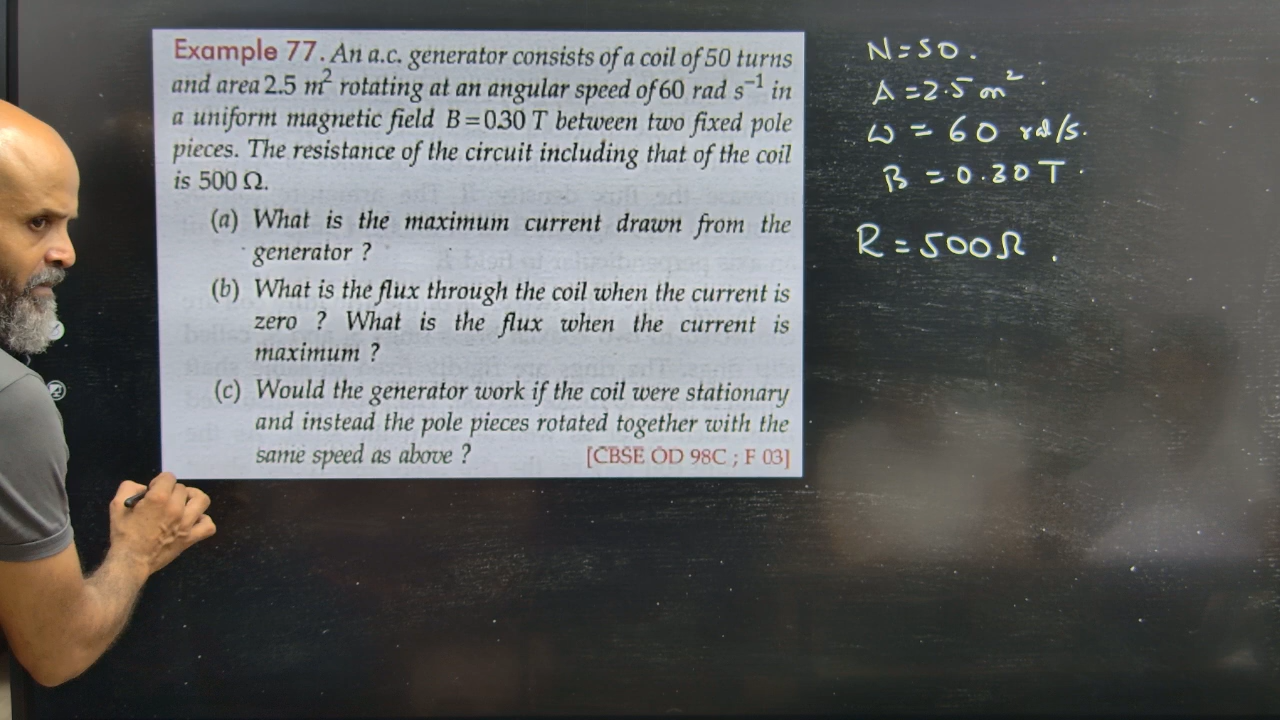 Example 77. An a.c. generator consists of a coil of 50 turns
and area 2.5 m² rotating at an angular speed of 60 rad s⁻¹ in
a uniform magnetic field B=030 T between two fixed pole
pieces. The resistance of the circuit including that of the coil
is 500 Ω.
(a) What is the maximum current drawn from the
generator ?
(b) What is the flux through the coil when the current is
zero ? What is the flux when the current is
maximum ?
(c) Would the generator work if the coil were stationary
and instead the pole pieces rotated together with the
same speed as above ? [CBSE OD 98C ; F 03]
N=50.
A=2.5 m².
ω = 60 rad/s.
B = 0.30 T.
R = 500Ω.